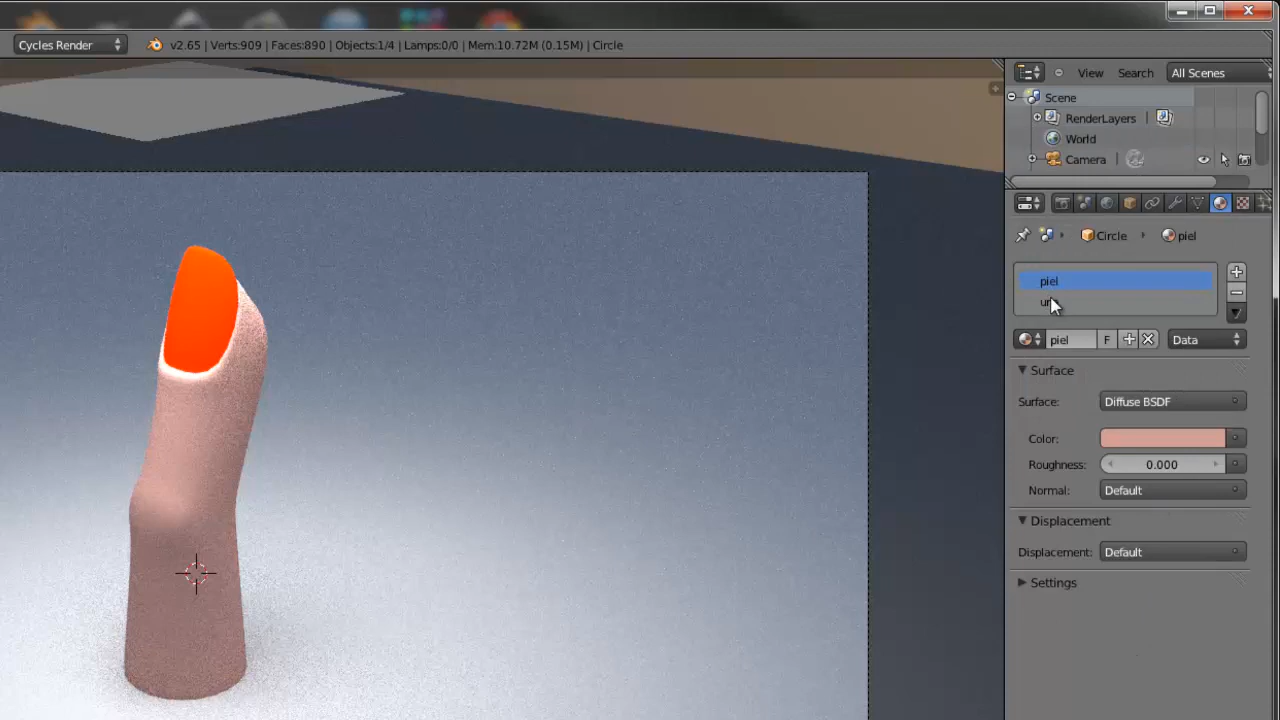 Cycles Render
v2.65 | Verts:909 | Faces:890 | Objects:1/4 | Lamps:0/0 | Mem:10.72M (0.15M) | Circle
View Search All Scenes
Scene
RenderLayers
World
Camera
Circle piel
piel
piel F Data
Surface
Surface: Diffuse BSDF
Color:
Roughness: 0.000
Normal: Default
Displacement
Displacement: Default
Settings